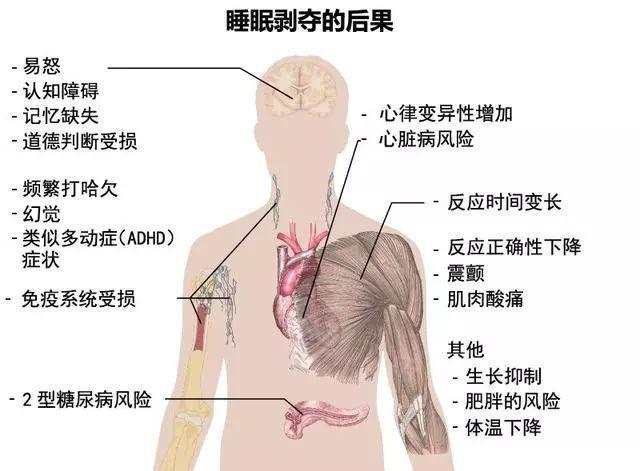 睡眠剥夺的后果
- 易怒
- 认知障碍
- 记忆缺失
- 道德判断受损
- 频繁打哈欠
- 幻觉
- 类似多动症(ADHD)
症状
- 免疫系统受损
- 2 型糖尿病风险
- 心律变异性增加
- 心脏病风险
- 反应时间变长
- 反应正确性下降
- 震颤
- 肌肉酸痛
其他
- 生长抑制
- 肥胖的风险
- 体温下降